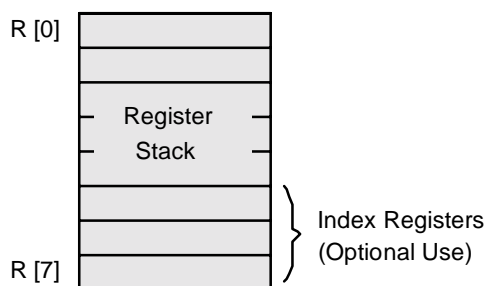 R [0]
Register
Stack
Index Registers
(Optional Use)
R [7]